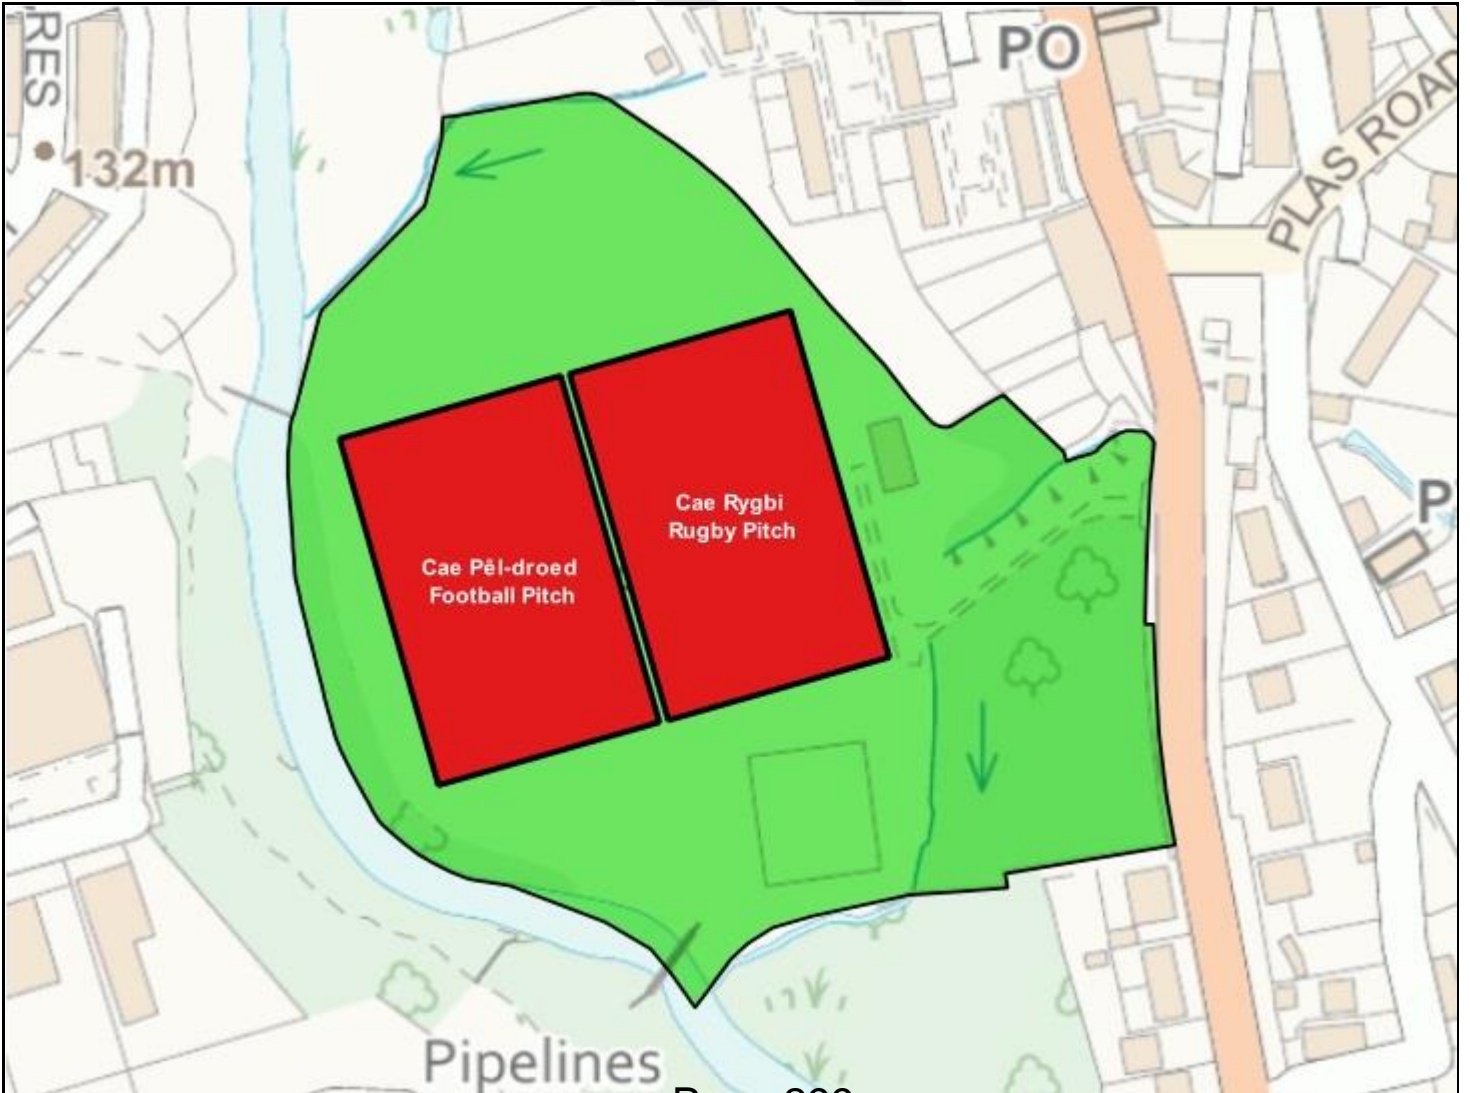 RES
PO
132m
PLAS ROAD
Cae Rygbi
Rugby Pitch
P
Cae Pêl-droed
Football Pitch
Pipelines